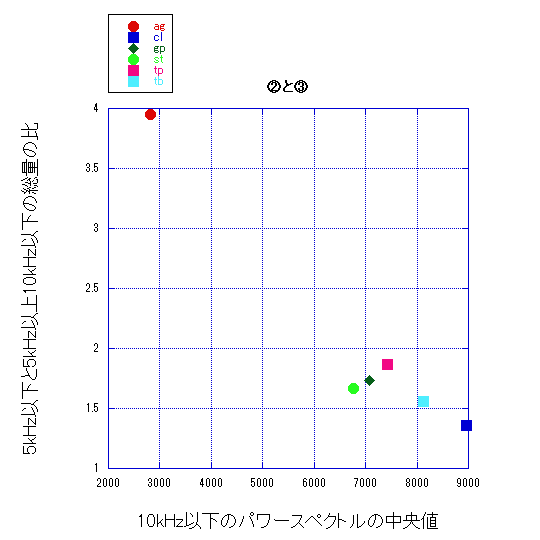 ag
cl
gp
st
tp
tb
②と③
5kHz以下と5kHz以上10kHz以下の総量の比
4
3.5
3
2.5
2
1.5
1
2000 3000 4000 5000 6000 7000 8000 9000
10kHz以下のパワースペクトルの中央値